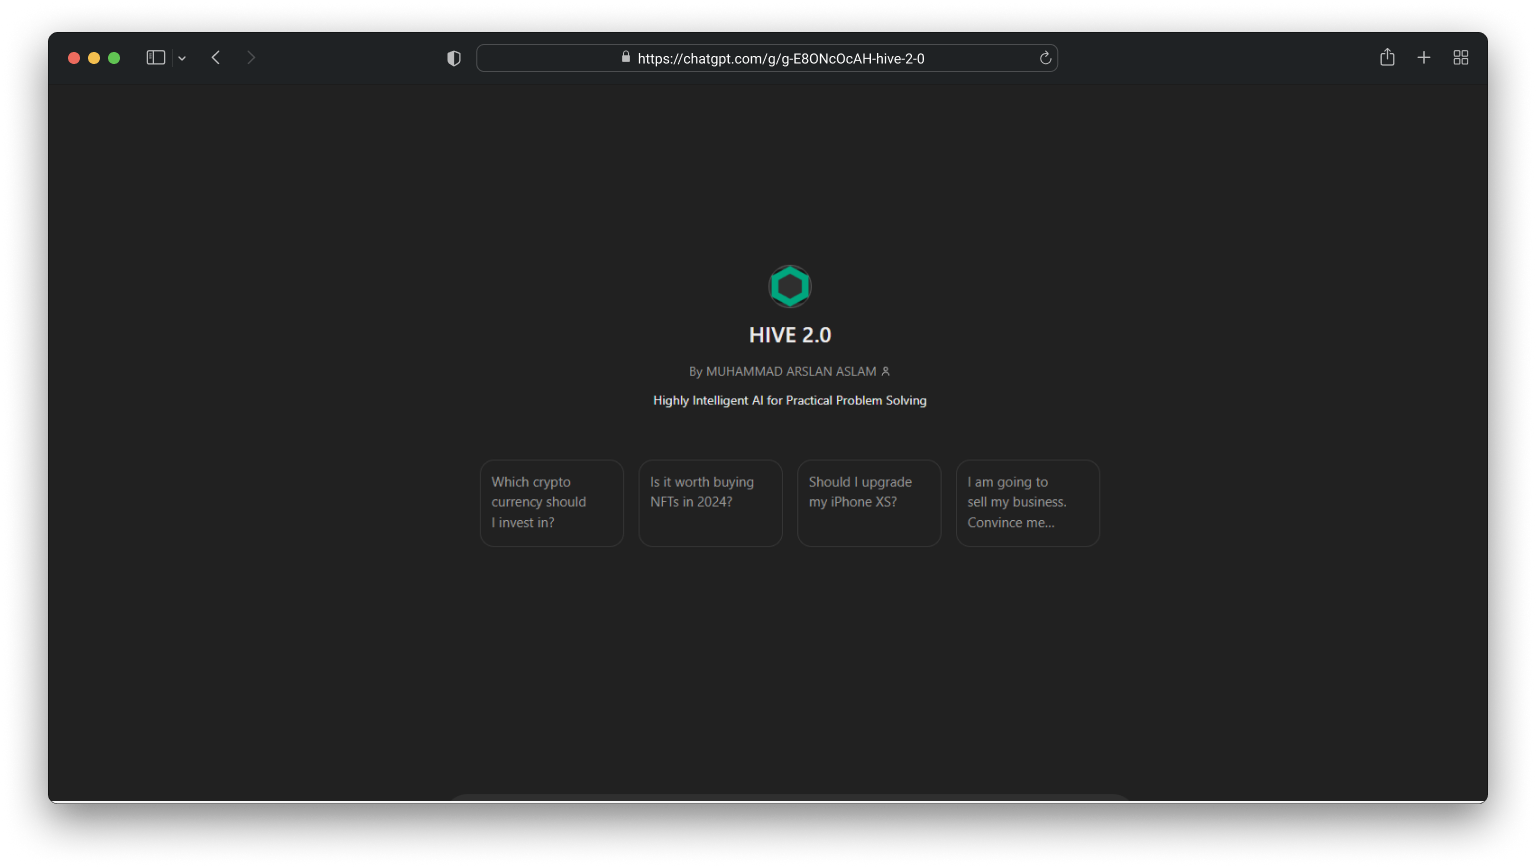 https://chatgpt.com/g/g-E8ONcOcAH-hive-2-0
HIVE 2.0
By MUHAMMAD ARSLAN ASLAM
Highly Intelligent AI for Practical Problem Solving
Which crypto
currency should
I invest in?
Is it worth buying
NFTs in 2024?
Should I upgrade
my iPhone XS?
I am going to
sell my business.
Convince me...